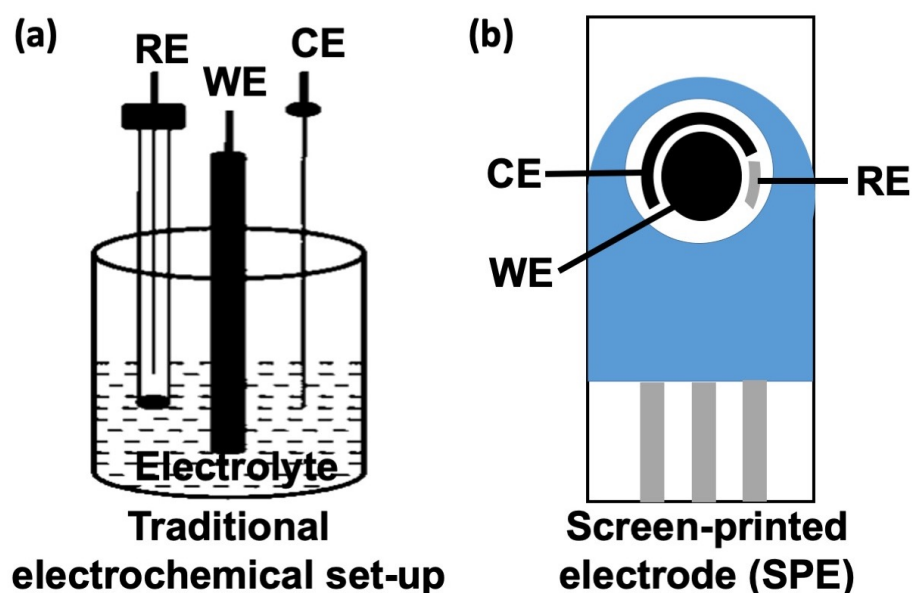 (a)
RE
WE
CE
Electrolyte
Traditional
electrochemical set-up
(b)
CE
RE
WE
Screen-printed
electrode (SPE)